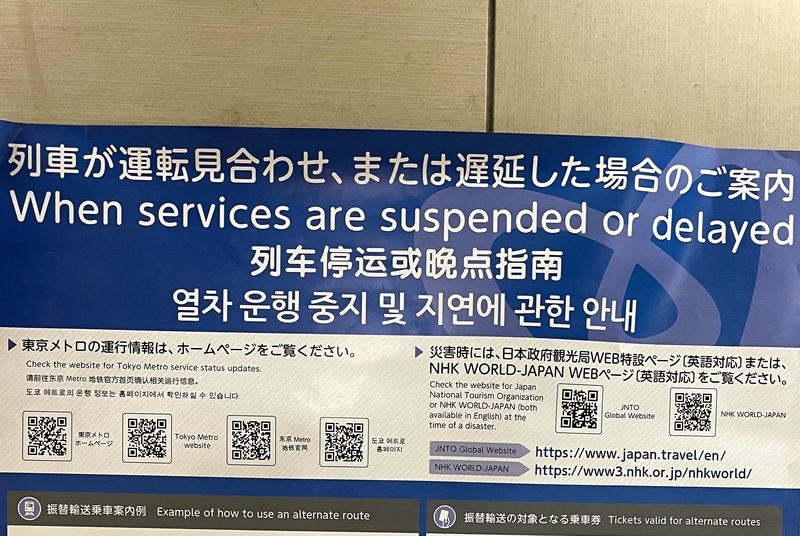 列車が運転見合わせ、または遅延した場合のご案内
When services are suspended or delayed
列车停运或晚点指南
열차 운행 중지 및 지연에 관한 안내
東京メトロの運行情報は、ホームページをご覧ください。
Check the website for Tokyo Metro service status updates.
请前往东京 Metro 地铁官方首页确认相关运行信息。
도쿄 메트로의 운행 정보는 홈페이지에서 확인하실 수 있습니다.
東京メトロ
ホームページ
Tokyo Metro
website
东京 Metro
地铁官网
도쿄 메트로
홈페이지
災害時には、日本政府観光局WEB特設ページ〔英語対応〕または、
NHK WORLD-JAPAN WEBページ〔英語対応〕をご覧ください。
Check the website for Japan
National Tourism Organization
or NHK WORLD-JAPAN (both
available in English) at the
time of a disaster.
JNTO
Global Website
NHK WORLD-JAPAN
JNTO Global Website
https://www.japan.travel/en/
NHK WORLD-JAPAN
https://www3.nhk.or.jp/nhkworld/
振替輸送乗車案内例 Example of how to use an alternate route
振替輸送の対象となる乗車券 Tickets valid for alternate routes